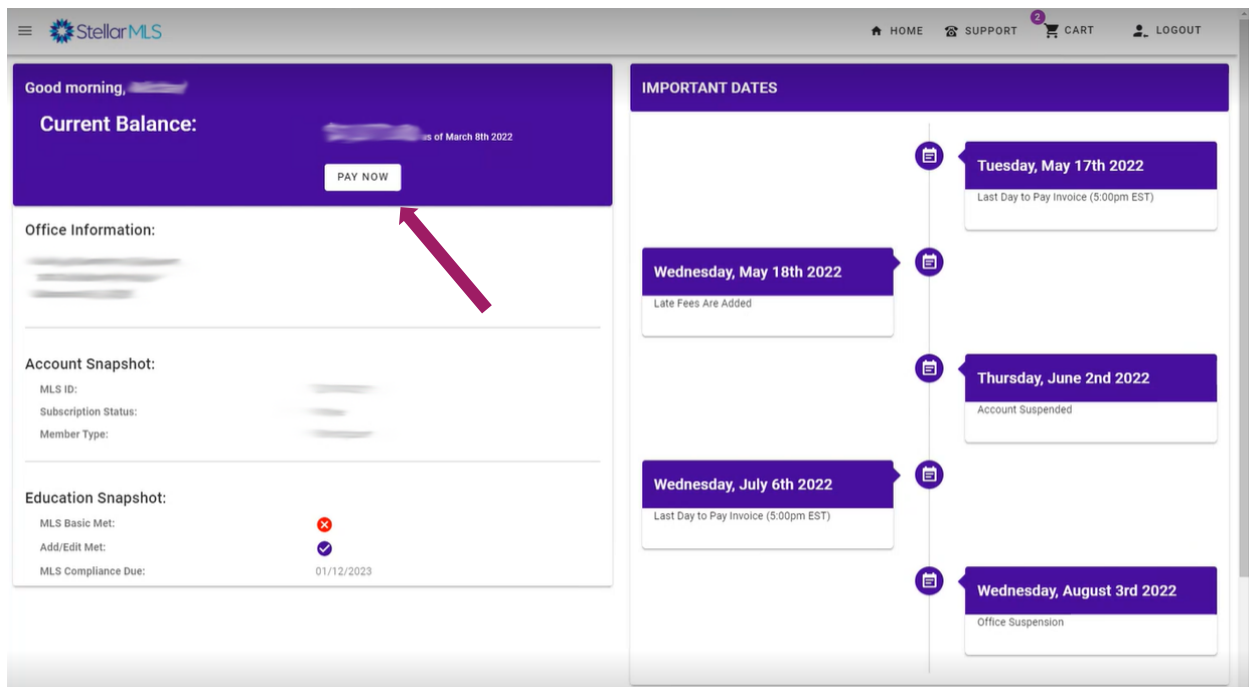 StellarMLS
HOME
SUPPORT
2
CART
LOGOUT
Good morning,
Current Balance:
as of March 8th 2022
PAY NOW
Office Information:
Account Snapshot:
MLS ID:
Subscription Status:
Member Type:
Education Snapshot:
MLS Basic Met:
Add/Edit Met:
MLS Compliance Due: 01/12/2023
IMPORTANT DATES
Tuesday, May 17th 2022
Last Day to Pay Invoice (5:00pm EST)
Wednesday, May 18th 2022
Late Fees Are Added
Thursday, June 2nd 2022
Account Suspended
Wednesday, July 6th 2022
Last Day to Pay Invoice (5:00pm EST)
Wednesday, August 3rd 2022
Office Suspension